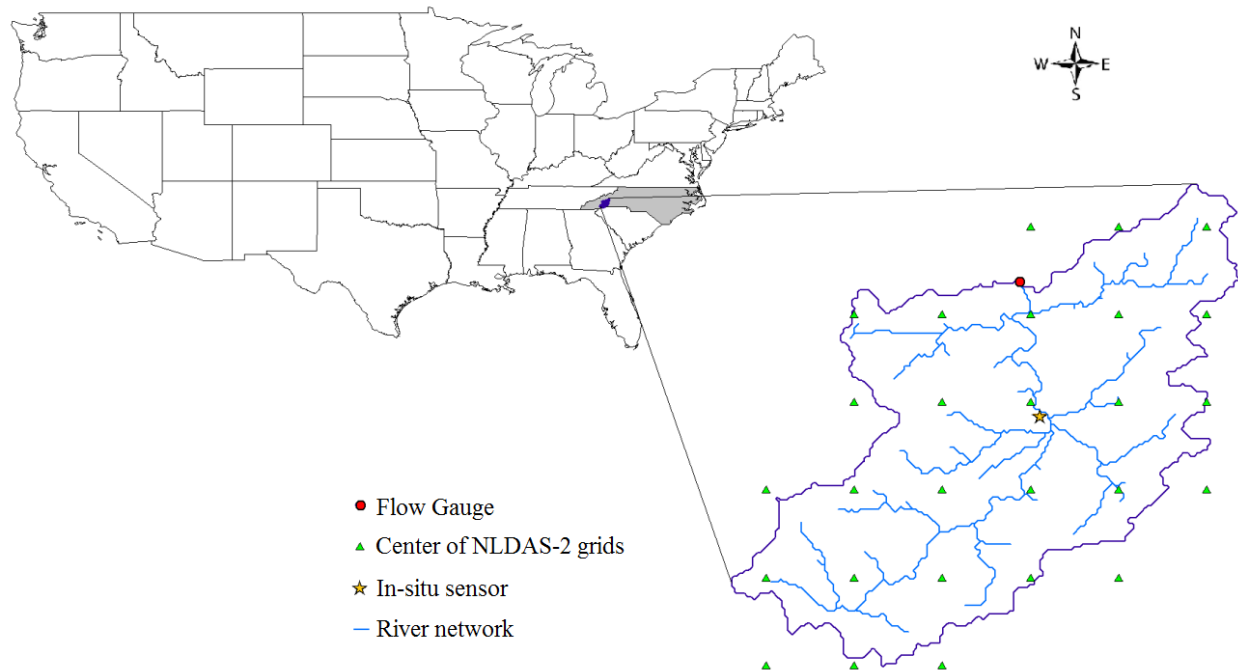 N
W E
S
Flow Gauge
Center of NLDAS-2 grids
In-situ sensor
River network